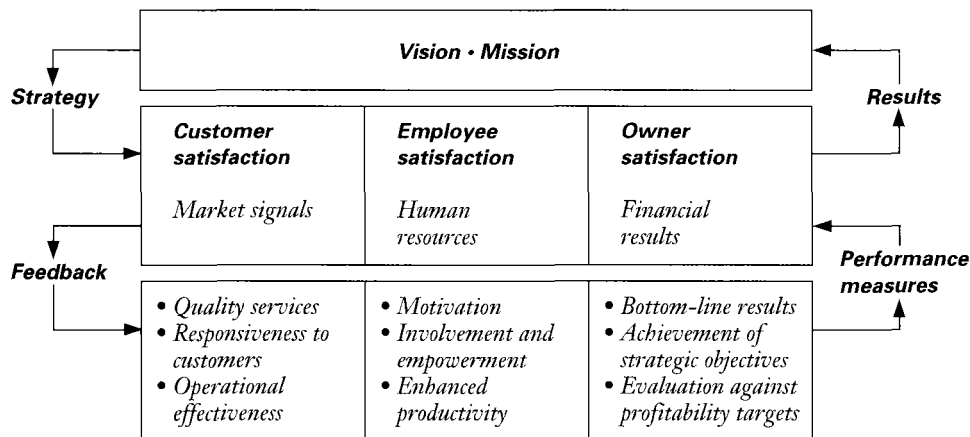 Vision • Mission
Strategy
Results
Customer
satisfaction
Market signals
Employee
satisfaction
Human
resources
Owner
satisfaction
Financial
results
Feedback
Performance
measures
• Quality services
• Responsiveness to
customers
• Operational
effectiveness
• Motivation
• Involvement and
empowerment
• Enhanced
productivity
• Bottom-line results
• Achievement of
strategic objectives
• Evaluation against
profitability targets